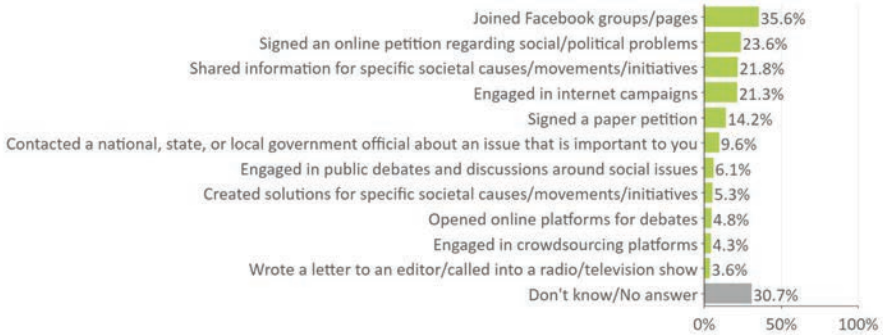 Joined Facebook groups/pages 35.6%
Signed an online petition regarding social/political problems 23.6%
Shared information for specific societal causes/movements/initiatives 21.8%
Engaged in internet campaigns 21.3%
Signed a paper petition 14.2%
Contacted a national, state, or local government official about an issue that is important to you 9.6%
Engaged in public debates and discussions around social issues 6.1%
Created solutions for specific societal causes/movements/initiatives 5.3%
Opened online platforms for debates 4.8%
Engaged in crowdsourcing platforms 4.3%
Wrote a letter to an editor/called into a radio/television show 3.6%
Don't know/No answer 30.7%
0% 50% 100%